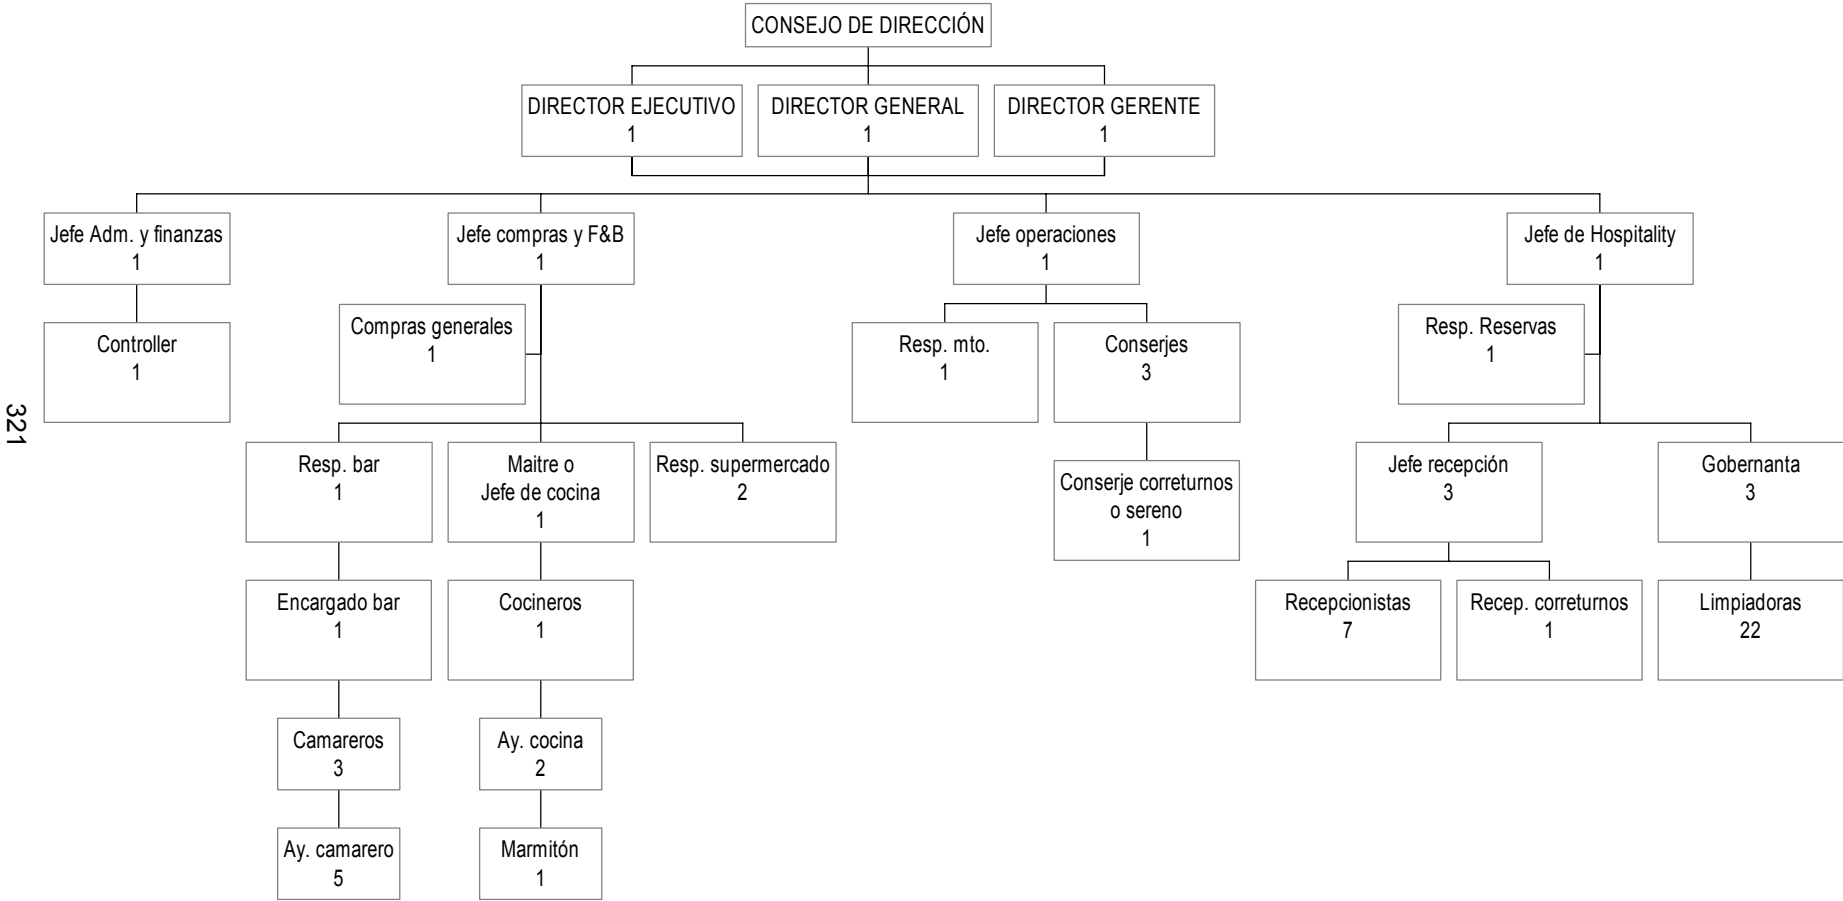 CONSEJO DE DIRECCIÓN
DIRECTOR EJECUTIVO
1
DIRECTOR GENERAL
1
DIRECTOR GERENTE
1
Jefe Adm. y finanzas
1
Jefe compras y F&B
1
Jefe operaciones
1
Jefe de Hospitality
1
Controller
1
Compras generales
1
Resp. mto.
1
Conserjes
3
Resp. Reservas
1
Resp. bar
1
Maitre o
Jefe de cocina
1
Resp. supermercado
2
Conserje correturnos
o sereno
1
Jefe recepción
3
Gobernanta
3
Encargado bar
1
Cocineros
1
Recepcionistas
7
Recep. correturnos
1
Limpiadoras
22
Camareros
3
Ay. cocina
2
Ay. camarero
5
Marmitón
1
321